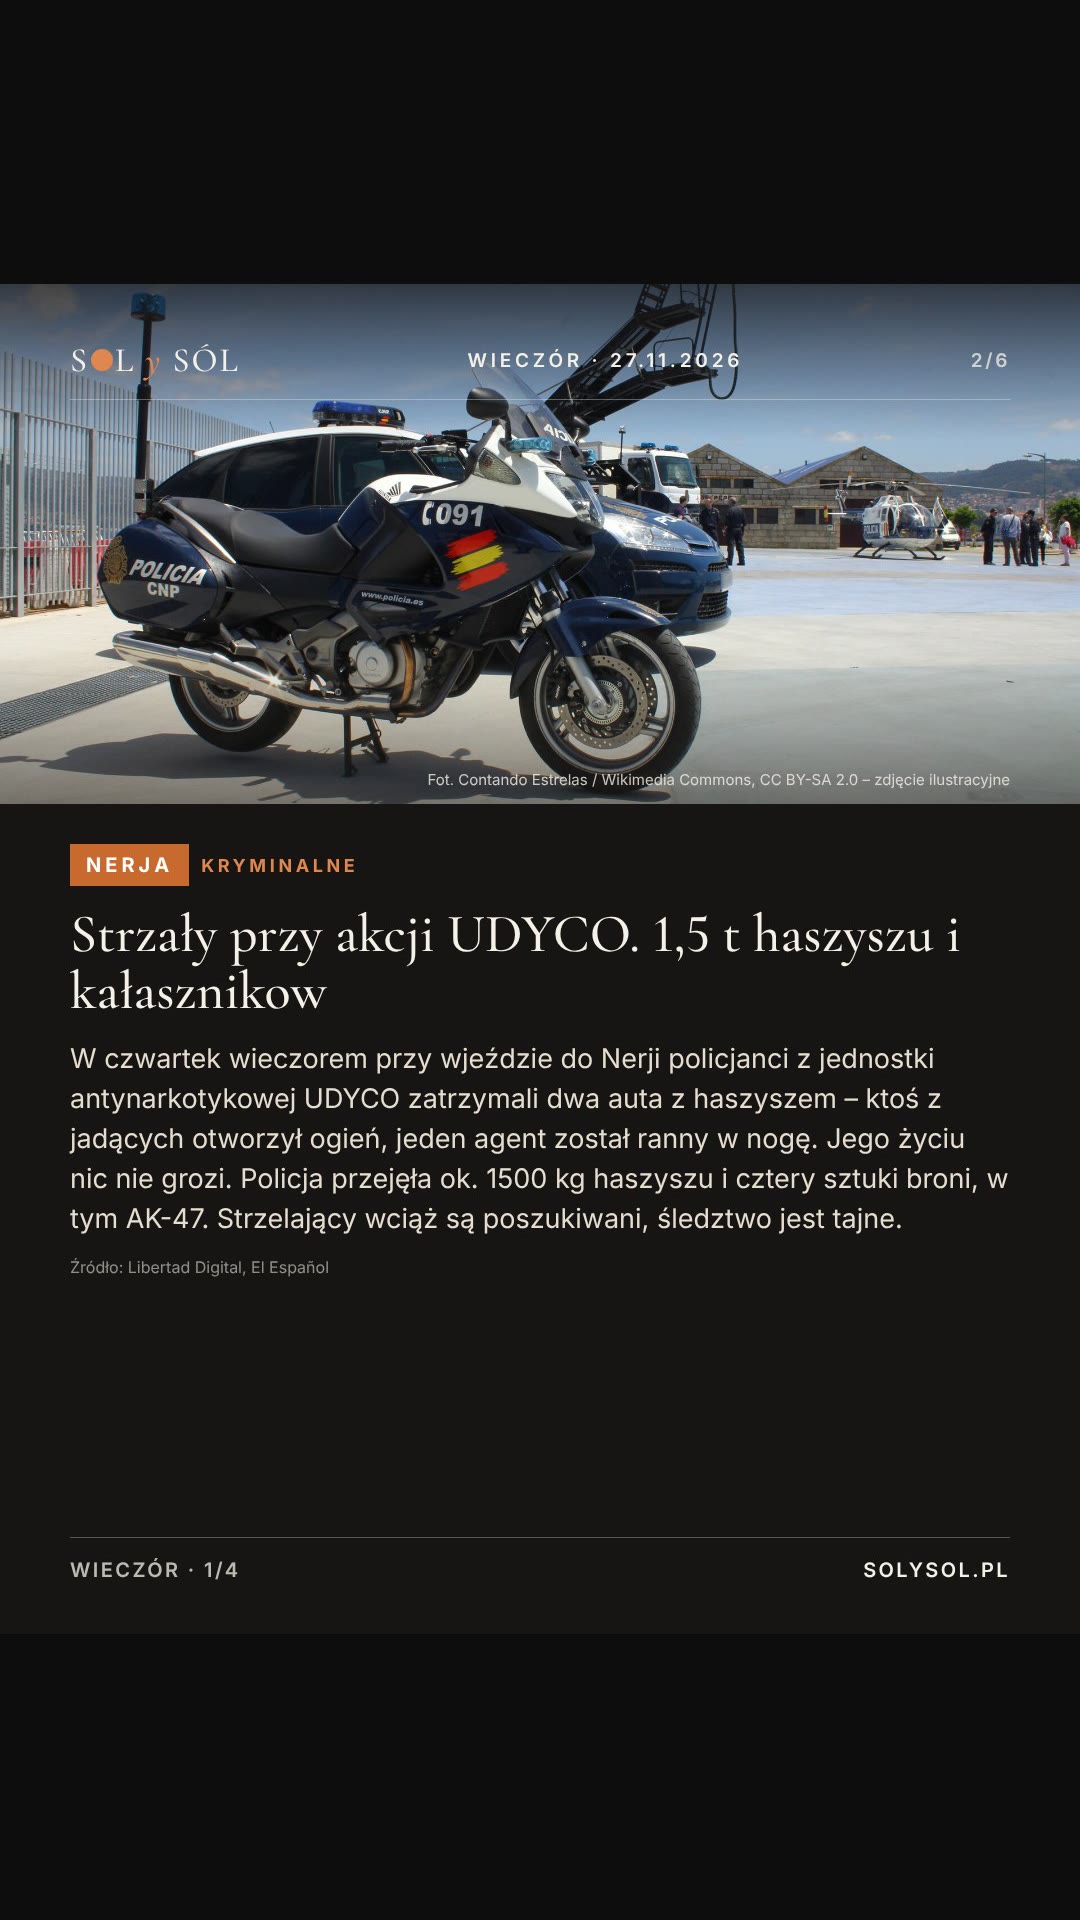 SOL y SÓL
WIECZÓR · 27.11.2026
2/6
091
POLICIA
CNP
www.policia.es
Fot. Contando Estrelas / Wikimedia Commons, CC BY-SA 2.0 – zdjęcie ilustracyjne
NERJA KRYMINALNE
Strzały przy akcji UDYCO. 1,5 t haszyszu i
kałasznikow
W czwartek wieczorem przy wjeździe do Nerji policjanci z jednostki
antynarkotykowej UDYCO zatrzymali dwa auta z haszyszem – ktoś z
jadących otworzył ogień, jeden agent został ranny w nogę. Jego życiu
nic nie grozi. Policja przejęła ok. 1500 kg haszyszu i cztery sztuki broni, w
tym AK-47. Strzelający wciąż są poszukiwani, śledztwo jest tajne.
Źródło: Libertad Digital, El Español
WIECZÓR · 1/4
SOLYSOL.PL